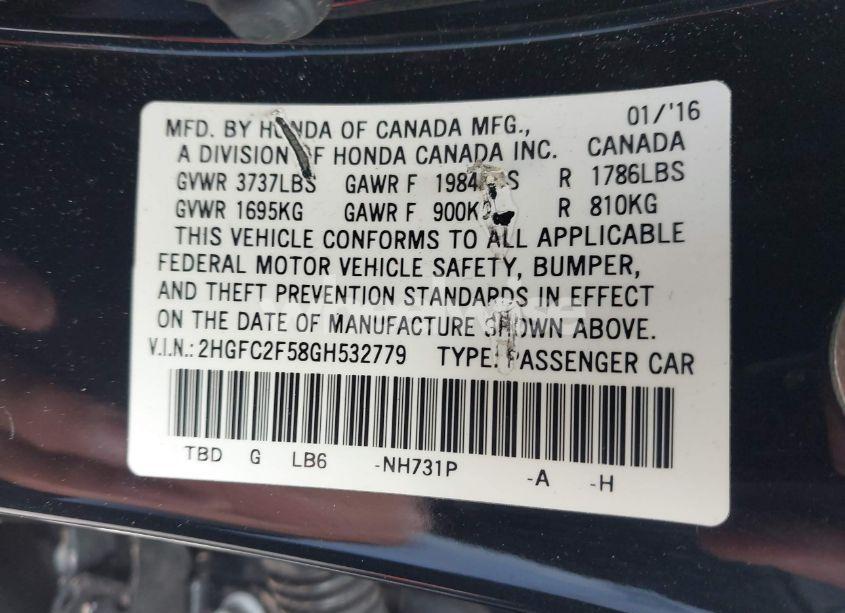 MFD. BY HONDA OF CANADA MFG., 01/'16
A DIVISION OF HONDA CANADA INC. CANADA
GVWR 3737LBS GAWR F 1984LBS R 1786LBS
GVWR 1695KG GAWR F 900KG R 810KG
THIS VEHICLE CONFORMS TO ALL APPLICABLE
FEDERAL MOTOR VEHICLE SAFETY, BUMPER,
AND THEFT PREVENTION STANDARDS IN EFFECT
ON THE DATE OF MANUFACTURE SHOWN ABOVE.
V.I.N.: 2HGFC2F58GH532779 TYPE: PASSENGER CAR
TBD G LB6 -NH731P -A -H